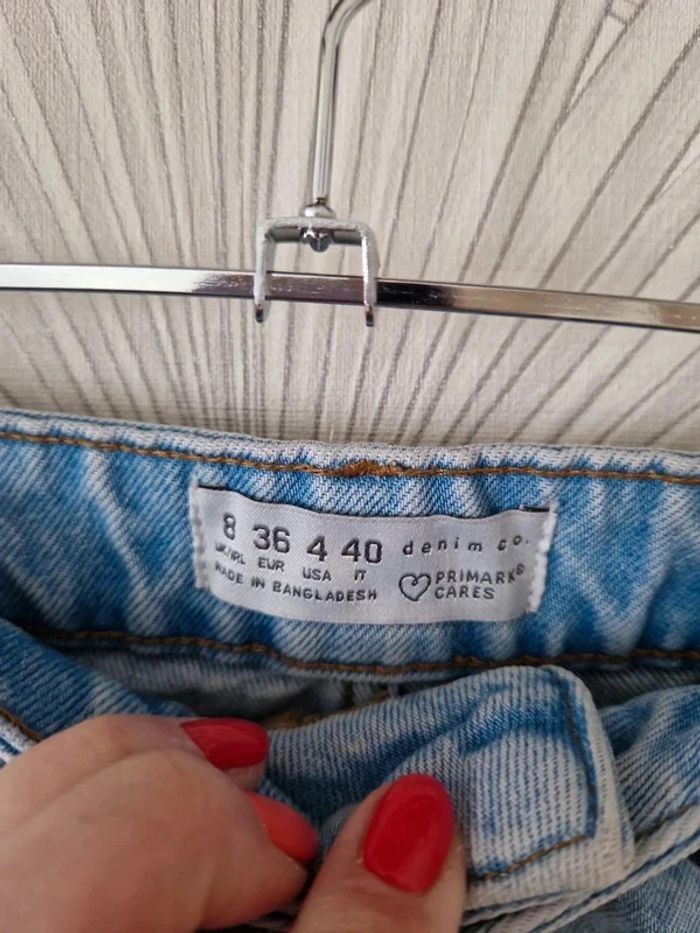 8 36 4 40 denim co.
UK/IRL EUR USA IT
MADE IN BANGLADESH
PRIMARK®
CARES